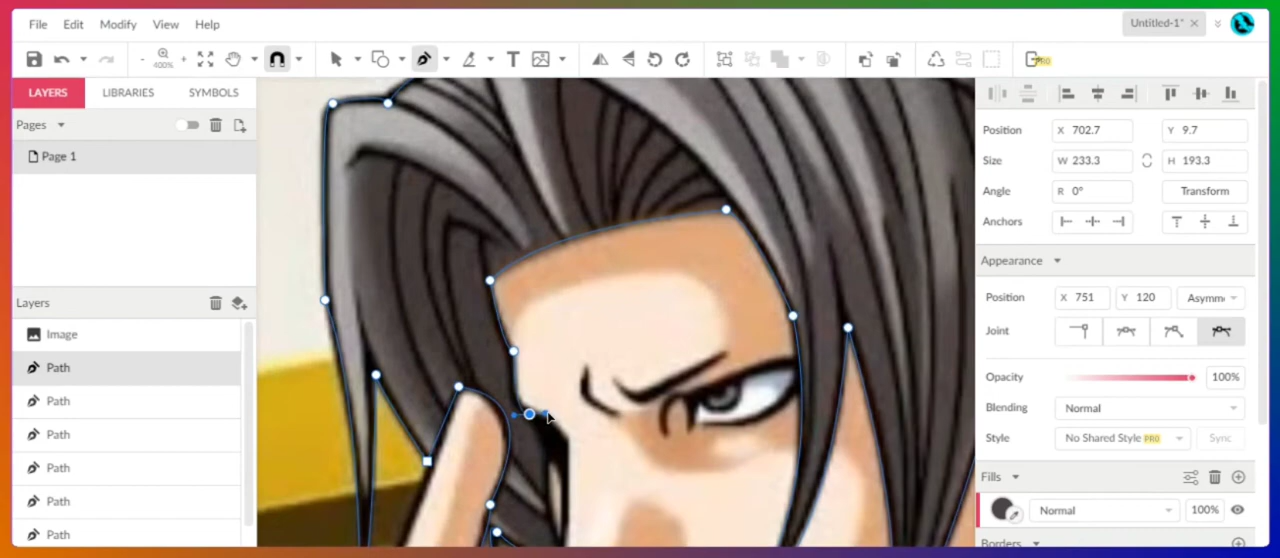 File Edit Modify View Help
Untitled-1*
400%
PRO
LAYERS LIBRARIES SYMBOLS
Pages
Page 1
Layers
Image
Path
Path
Path
Path
Path
Path
Position X 702.7 Y 9.7
Size W 233.3 H 193.3
Angle R 0° Transform
Anchors
Appearance
Position X 751 Y 120 Asymm
Joint
Opacity 100%
Blending Normal
Style No Shared Style PRO Sync
Fills
Normal 100%
Borders